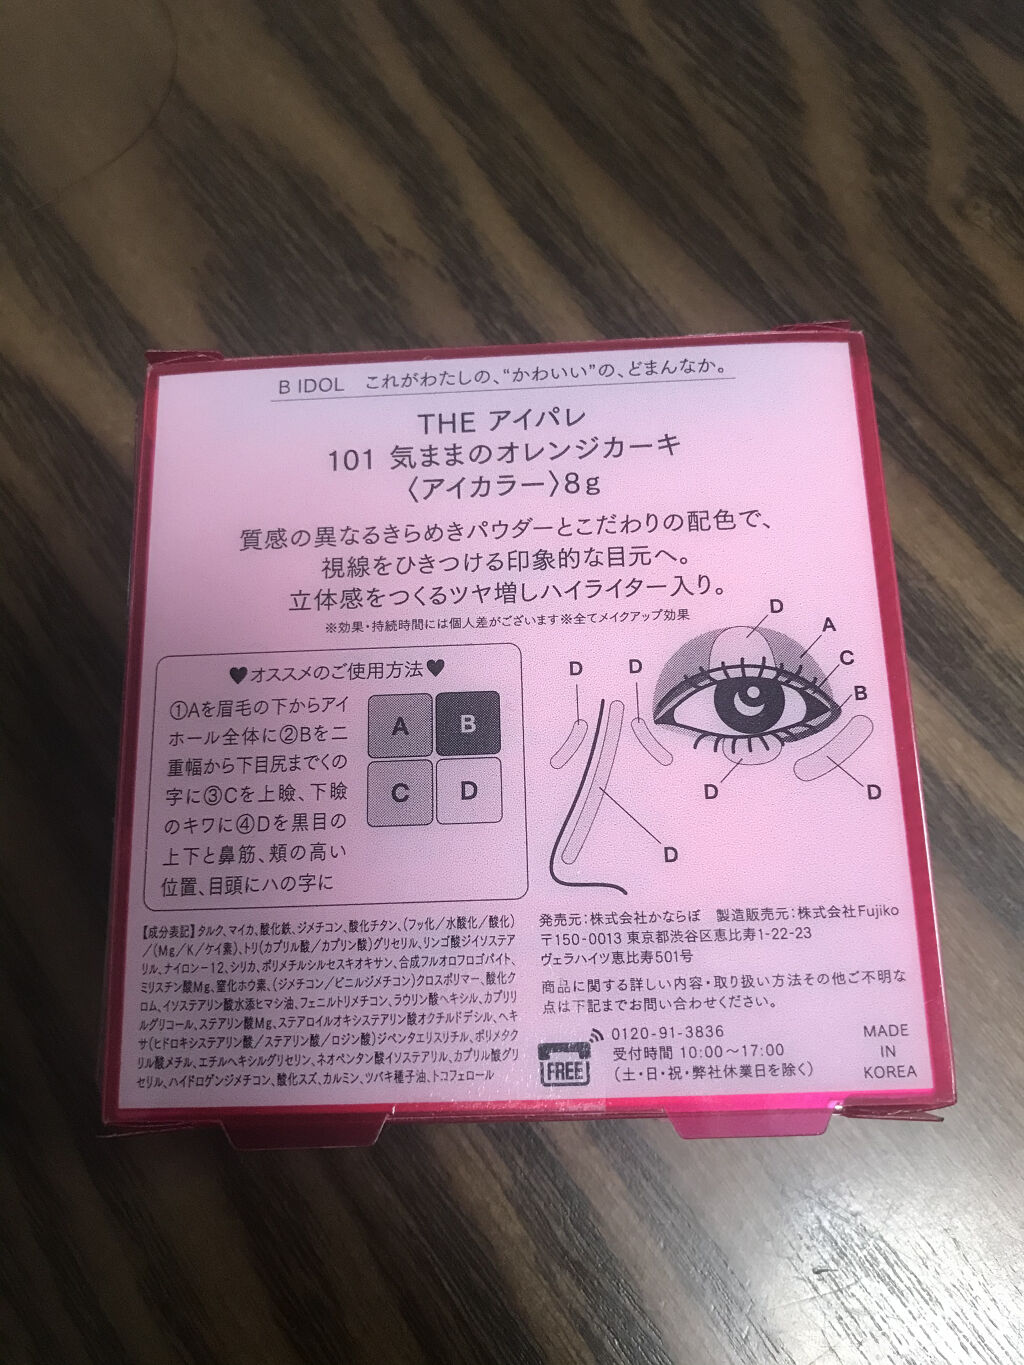 B IDOL これがわたしの、“かわいい”の、どまんなか。
THE アイパレ
101 気ままのオレンジカーキ
〈アイカラー〉8g
質感の異なるきらめきパウダーとこだわりの配色で、
視線をひきつける印象的な目元へ。
立体感をつくるツヤ増しハイライター入り。
※効果・持続時間には個人差がございます※全てメイクアップ効果
♥オススメのご使用方法♥
①Aを眉毛の下からアイ
ホール全体に②Bを二
重幅から下目尻までくの
字に③Cを上瞼、下瞼
のキワに④Dを黒目の
上下と鼻筋、頬の高い
位置、目頭にハの字に
A B
C D
D
A
C
B
D D
D
D
D
【成分表記】タルク、マイカ、酸化鉄、ジメチコン、酸化チタン、(フッ化/水酸化/酸化)
/(Mg/K/ケイ素)、トリ(カプリル酸/カプリン酸)グリセリル、リンゴ酸ジイソステア
リル、ナイロン-12、シリカ、ポリメチルシルセスキオキサン、合成フルオロフロゴパイト、
ミリスチン酸Mg、窒化ホウ素、(ジメチコン/ビニルジメチコン)クロスポリマー、酸化ク
ロム、イソステアリン酸水添ヒマシ油、フェニルトリメチコン、ラウリン酸ヘキシル、カプリリ
ルグリコール、ステアリン酸Mg、ステアロイルオキシステアリン酸オクチルドデシル、ヘキ
サ(ヒドロキシステアリン酸/ステアリン酸/ロジン酸)ジペンタエリスリチル、ポリメタク
リル酸メチル、エチルヘキシルグリセリン、ネオペンタン酸イソステアリル、カプリル酸グリ
セリル、ハイドロゲンジメチコン、酸化スズ、カルミン、ツバキ種子油、トコフェロール
発売元:株式会社かならぼ 製造販売元:株式会社Fujiko
〒150-0013 東京都渋谷区恵比寿1-22-23
ヴェラハイツ恵比寿501号
商品に関する詳しい内容・取り扱い方法その他ご不明な
点は下記までお問い合わせください。
FREE
0120-91-3836
受付時間 10:00〜17:00
(土・日・祝・弊社休業日を除く)
MADE
IN
KOREA